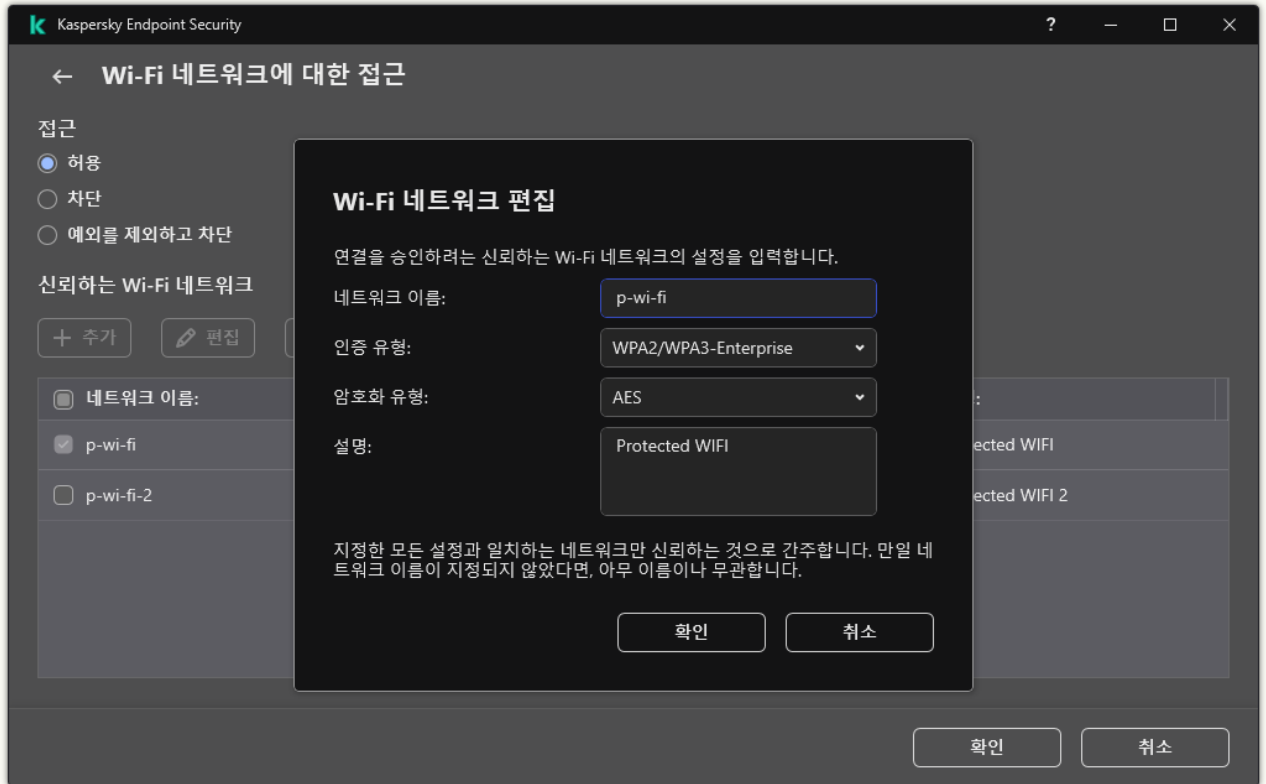 Kaspersky Endpoint Security
?
Wi-Fi 네트워크에 대한 접근
접근
허용
차단
예외를 제외하고 차단
신뢰하는 Wi-Fi 네트워크
추가
편집
네트워크 이름:
:
p-wi-fi
ected WIFI
p-wi-fi-2
ected WIFI 2
Wi-Fi 네트워크 편집
연결을 승인하려는 신뢰하는 Wi-Fi 네트워크의 설정을 입력합니다.
네트워크 이름: p-wi-fi
인증 유형: WPA2/WPA3-Enterprise
암호화 유형: AES
설명: Protected WIFI
지정한 모든 설정과 일치하는 네트워크만 신뢰하는 것으로 간주합니다. 만일 네
트워크 이름이 지정되지 않았다면, 아무 이름이나 무관합니다.
확인 취소
확인 취소